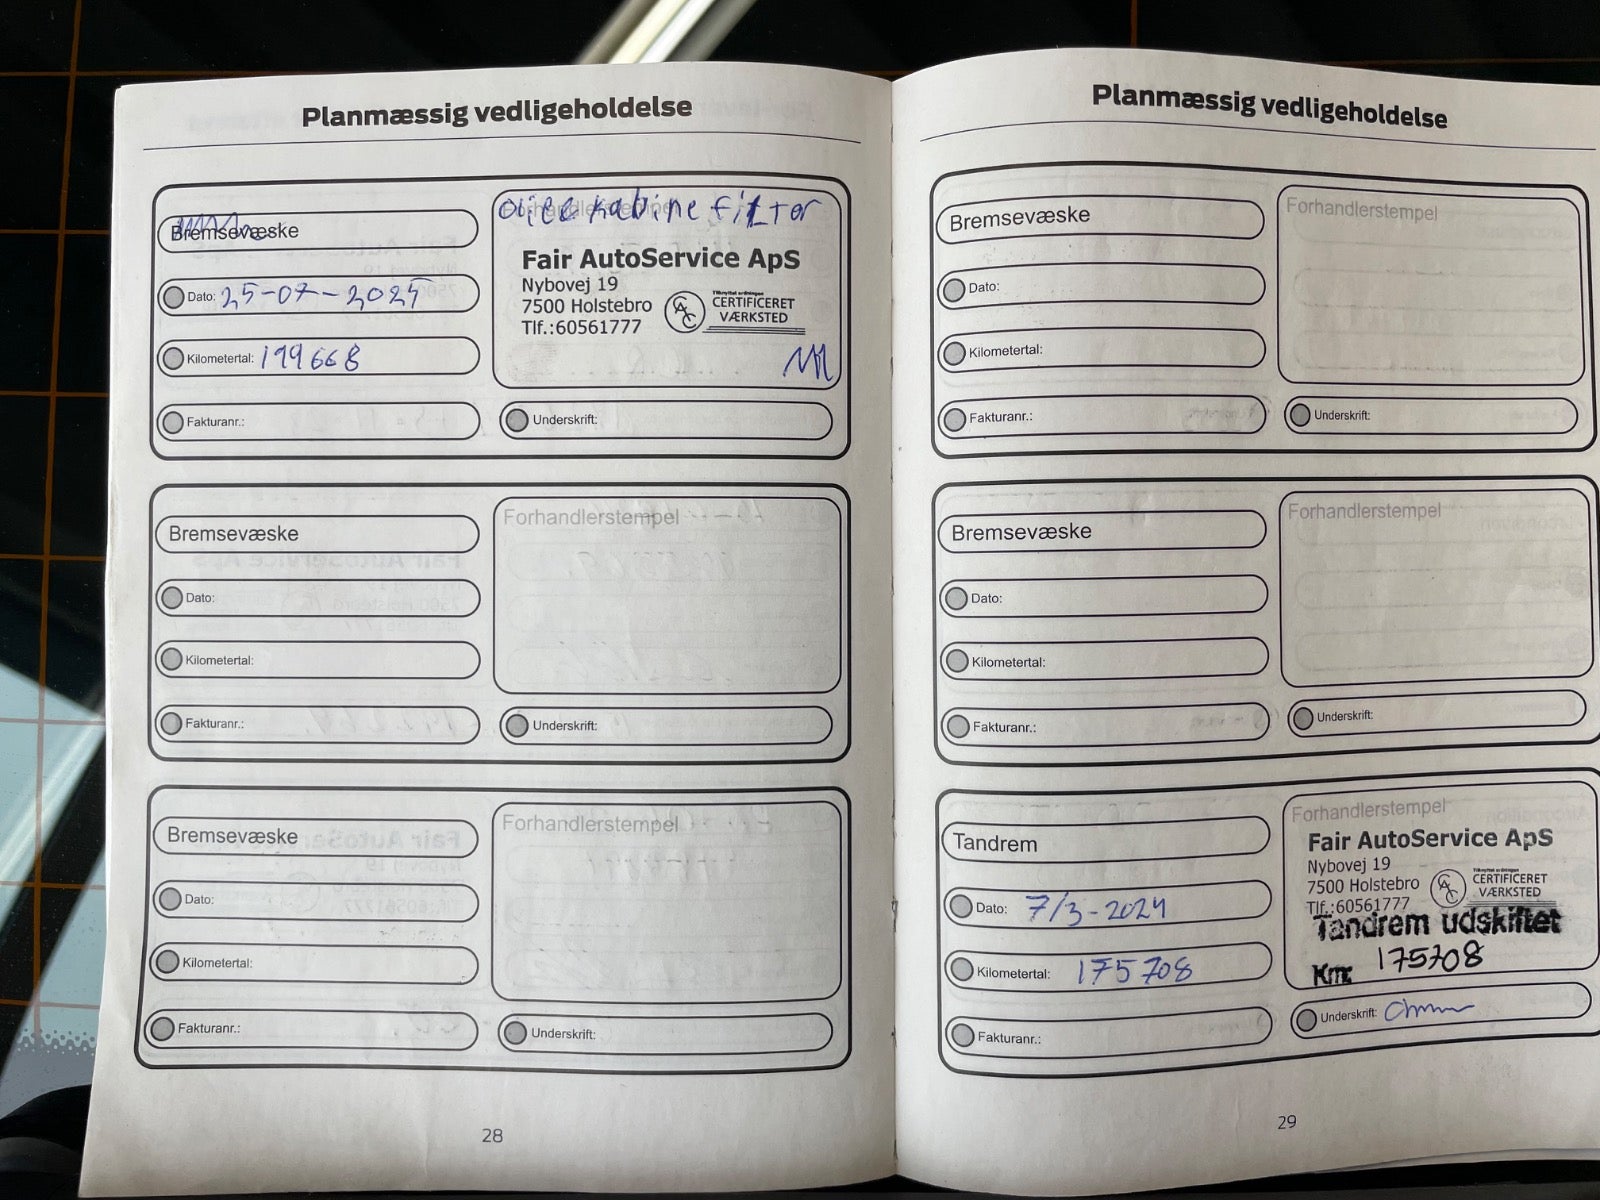 Planmæssig vedligeholdelse
Bremsevæske
Dato: 25-07-2025
Kilometertal: 199668
Fakturanr.:
olie & kabine filter
Forhandlerstempel
Fair AutoService ApS
Nybovej 19
7500 Holstebro
Tlf.:60561777
CERTIFICERET
VÆRKSTED
Underskrift:
Bremsevæske
Dato:
Kilometertal:
Fakturanr.:
Forhandlerstempel
Underskrift:
Bremsevæske
Dato:
Kilometertal:
Fakturanr.:
Forhandlerstempel
Underskrift:
28
Planmæssig vedligeholdelse
Bremsevæske
Dato:
Kilometertal:
Fakturanr.:
Forhandlerstempel
Underskrift:
Bremsevæske
Dato:
Kilometertal:
Fakturanr.:
Forhandlerstempel
Underskrift:
Tandrem
Dato: 7/3-2024
Kilometertal: 175708
Fakturanr.:
Forhandlerstempel
Fair AutoService ApS
Nybovej 19
7500 Holstebro
Tlf.:60561777
CERTIFICERET
VÆRKSTED
Tandrem udskiftet
Km: 175708
Underskrift:
29